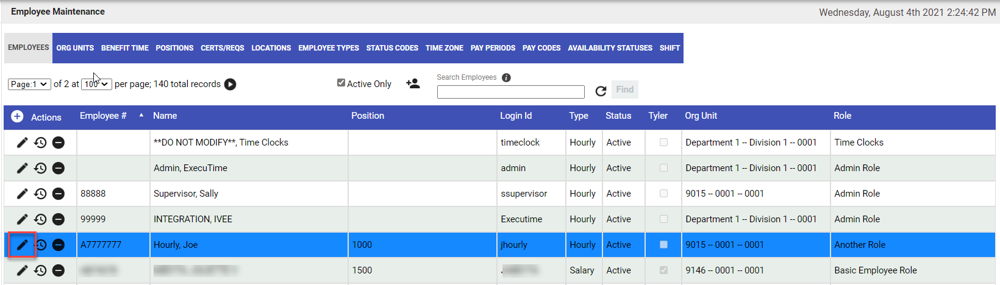 Employee Maintenance
Wednesday, August 4th 2021 2:24:42 PM
EMPLOYEES ORG UNITS BENEFIT TIME POSITIONS CERTS/REQS LOCATIONS EMPLOYEE TYPES STATUS CODES TIME ZONE PAY PERIODS PAY CODES AVAILABILITY STATUSES SHIFT
Search Employees
Page:1 of 2 at 100 per page; 140 total records Active Only Find
Actions Employee # Name Position Login Id Type Status Tyler Org Unit Role
**DO NOT MODIFY**, Time Clocks timeclock Hourly Active Department 1 -- Division 1 -- 0001 Time Clocks
Admin, ExecuTime admin Hourly Active Department 1 -- Division 1 -- 0001 Admin Role
88888 Supervisor, Sally ssupervisor Hourly Active 9015 -- 0001 -- 0001 Admin Role
99999 INTEGRATION, IVEE Executime Hourly Active Department 1 -- Division 1 -- 0001 Admin Role
A7777777 Hourly, Joe 1000 jhourly Hourly Active 9015 -- 0001 -- 0001 Another Role
1500 Salary Active 9146 -- 0001 -- 0001 Basic Employee Role